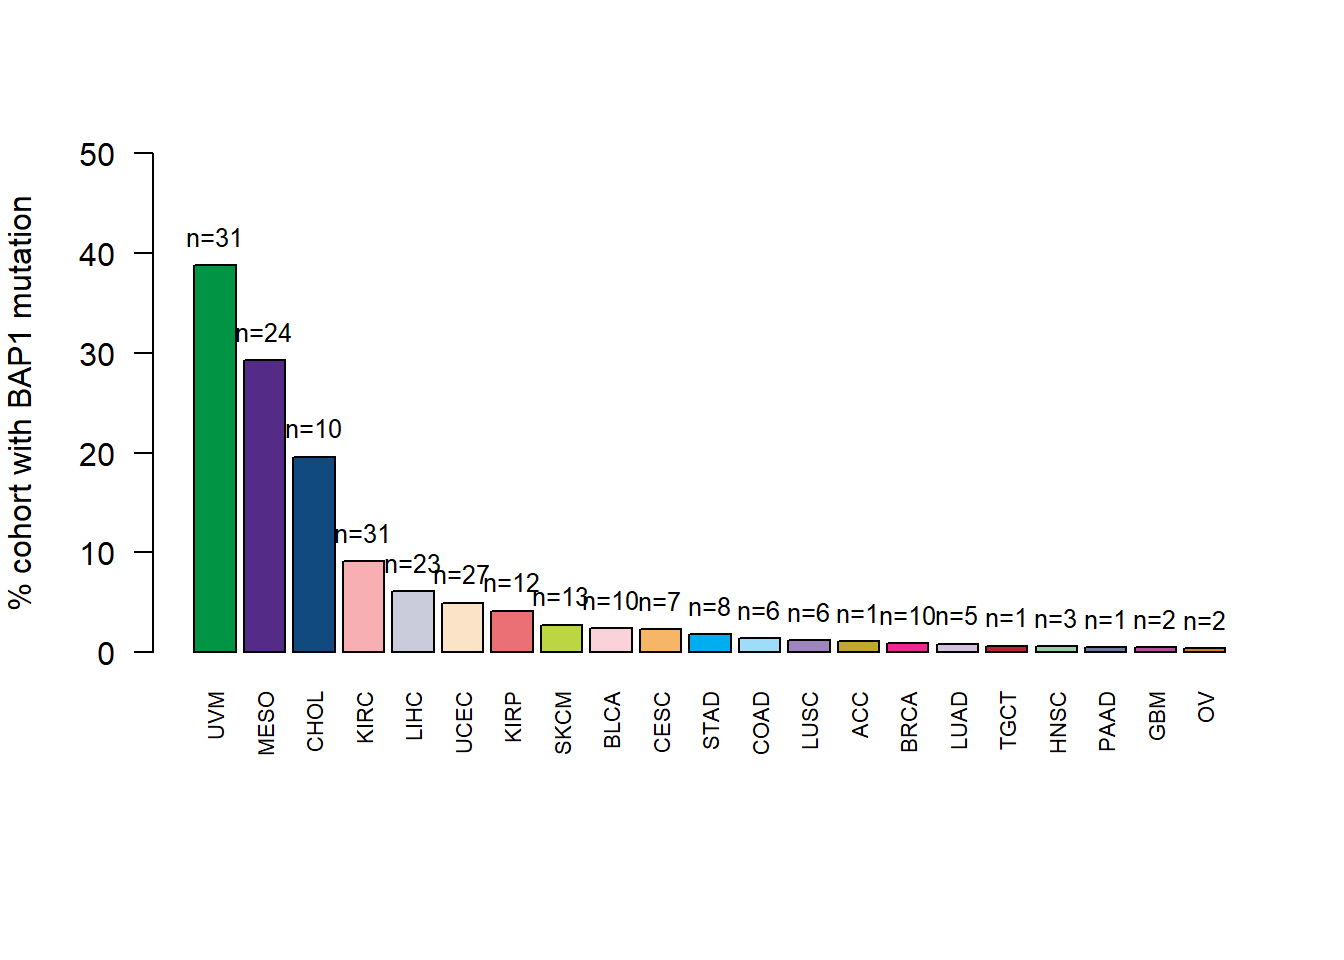 % cohort with BAP1 mutation
50
40
30
20
10
0
n=31
n=24
n=10
n=31
n=23
n=27
n=12
n=13
n=10
n=7
n=8
n=6
n=6
n=1
n=10
n=5
n=1
n=3
n=1
n=2
n=2
UVM
MESO
CHOL
KIRC
LIHC
UCEC
KIRP
SKCM
BLCA
CESC
STAD
COAD
LUSC
ACC
BRCA
LUAD
TGCT
HNSC
PAAD
GBM
OV